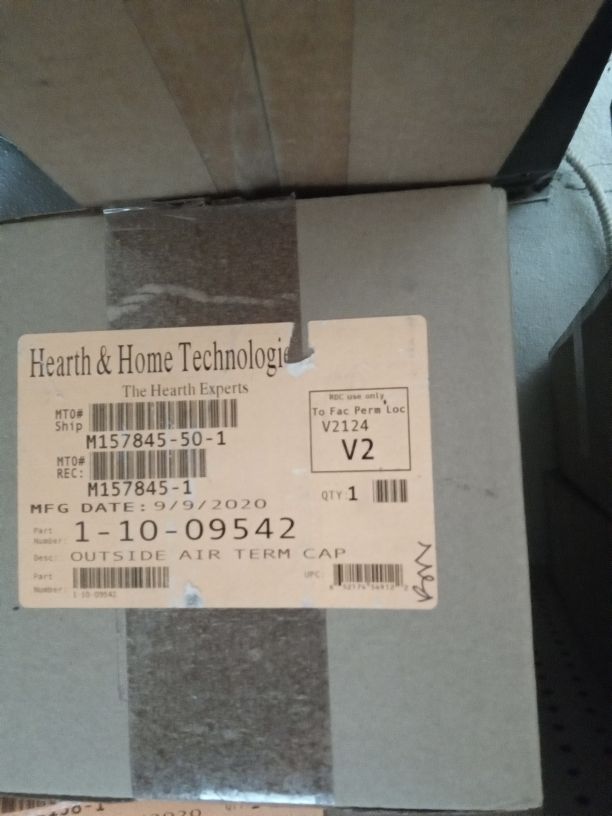 Hearth & Home Technologie
The Hearth Experts
MTO#
Ship
M157845-50-1
MTO#
REC:
M157845-1
RDC use only
To Fac Perm Loc
V2124
V2
QTY 1
MFG DATE: 9/9/2020
Part
Number: 1-10-09542
Desc: OUTSIDE AIR TERM CAP
Part
Number:
1-10-09542
UPC: